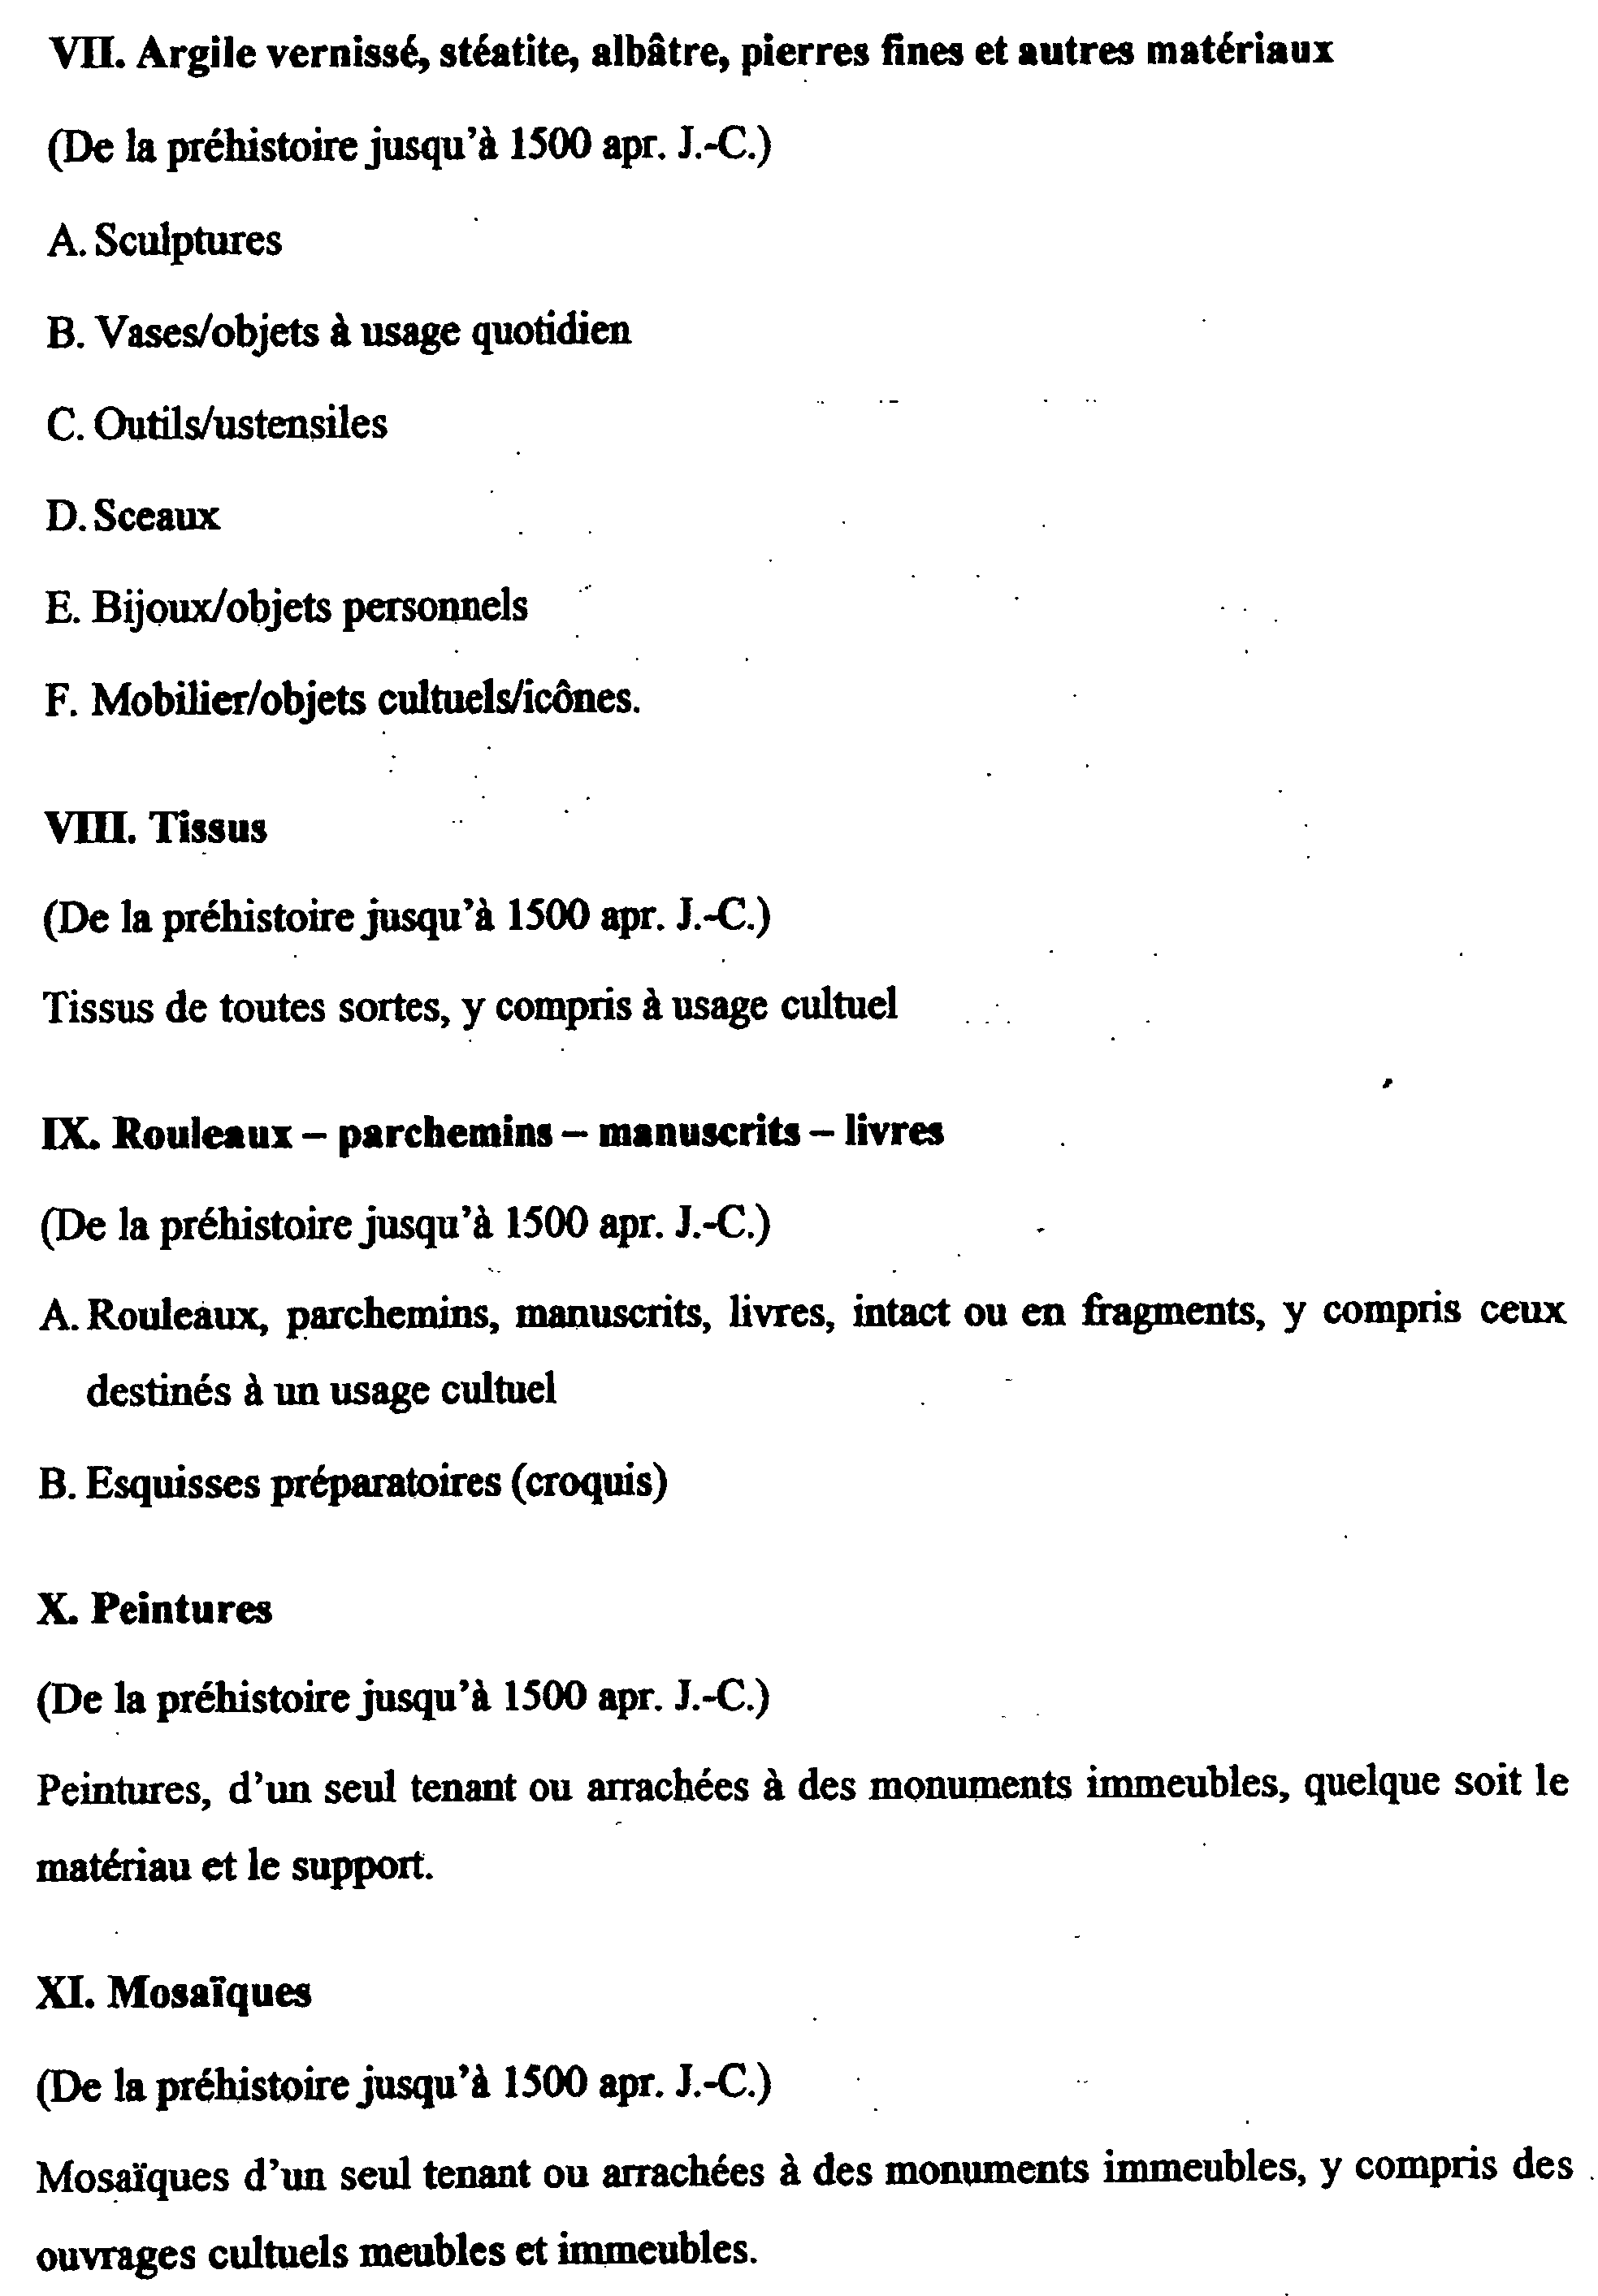 VII. Argile vernissé, stéatite, albâtre, pierres fines et autres matériaux
(De la préhistoire jusqu'à 1500 apr. J.-C.)
A. Sculptures
B. Vases/objets à usage quotidien
C. Outils/ustensiles
D. Sceaux
E. Bijoux/objets personnels
F. Mobilier/objets cultuels/icônes.
VIII. Tissus
(De la préhistoire jusqu'à 1500 apr. J.-C.)
Tissus de toutes sortes, y compris à usage cultuel
IX. Rouleaux – parchemins – manuscrits – livres
(De la préhistoire jusqu'à 1500 apr. J.-C.)
A. Rouleaux, parchemins, manuscrits, livres, intact ou en fragments, y compris ceux
destinés à un usage cultuel
B. Esquisses préparatoires (croquis)
X. Peintures
(De la préhistoire jusqu'à 1500 apr. J.-C.)
Peintures, d'un seul tenant ou arrachées à des monuments immeubles, quelque soit le
matériau et le support.
XI. Mosaïques
(De la préhistoire jusqu'à 1500 apr. J.-C.)
Mosaïques d'un seul tenant ou arrachées à des monuments immeubles, y compris des
ouvrages cultuels meubles et immeubles.